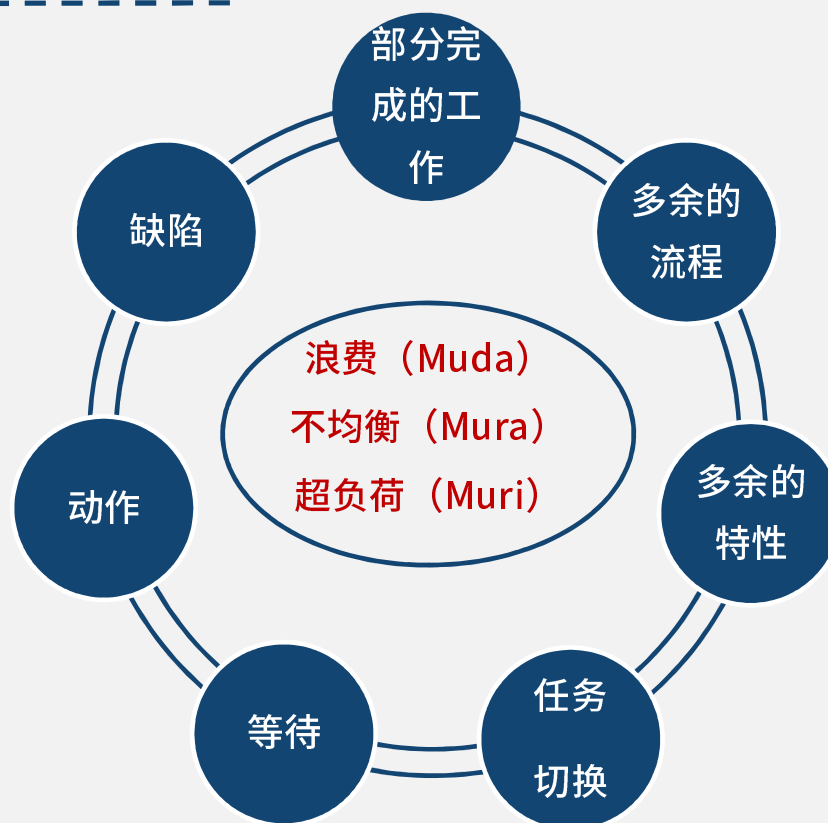 部分完
成的工
作
多余的
流程
多余的
特性
任务
切换
等待
动作
缺陷
浪费（Muda）
不均衡（Mura）
超负荷（Muri）